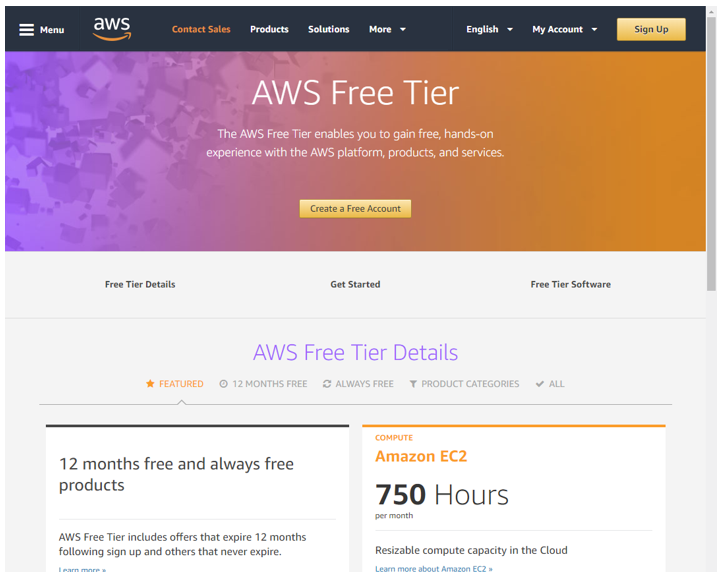 Menu
aws
Contact Sales
Products
Solutions
More
English
My Account
Sign Up
AWS Free Tier
The AWS Free Tier enables you to gain free, hands-on
experience with the AWS platform, products, and services.
Create a Free Account
Free Tier Details
Get Started
Free Tier Software
AWS Free Tier Details
FEATURED
12 MONTHS FREE
ALWAYS FREE
PRODUCT CATEGORIES
ALL
12 months free and always free
products
AWS Free Tier includes offers that expire 12 months
following sign up and others that never expire.
Learn more »
COMPUTE
Amazon EC2
750 Hours
per month
Resizable compute capacity in the Cloud
Learn more about Amazon EC2 »